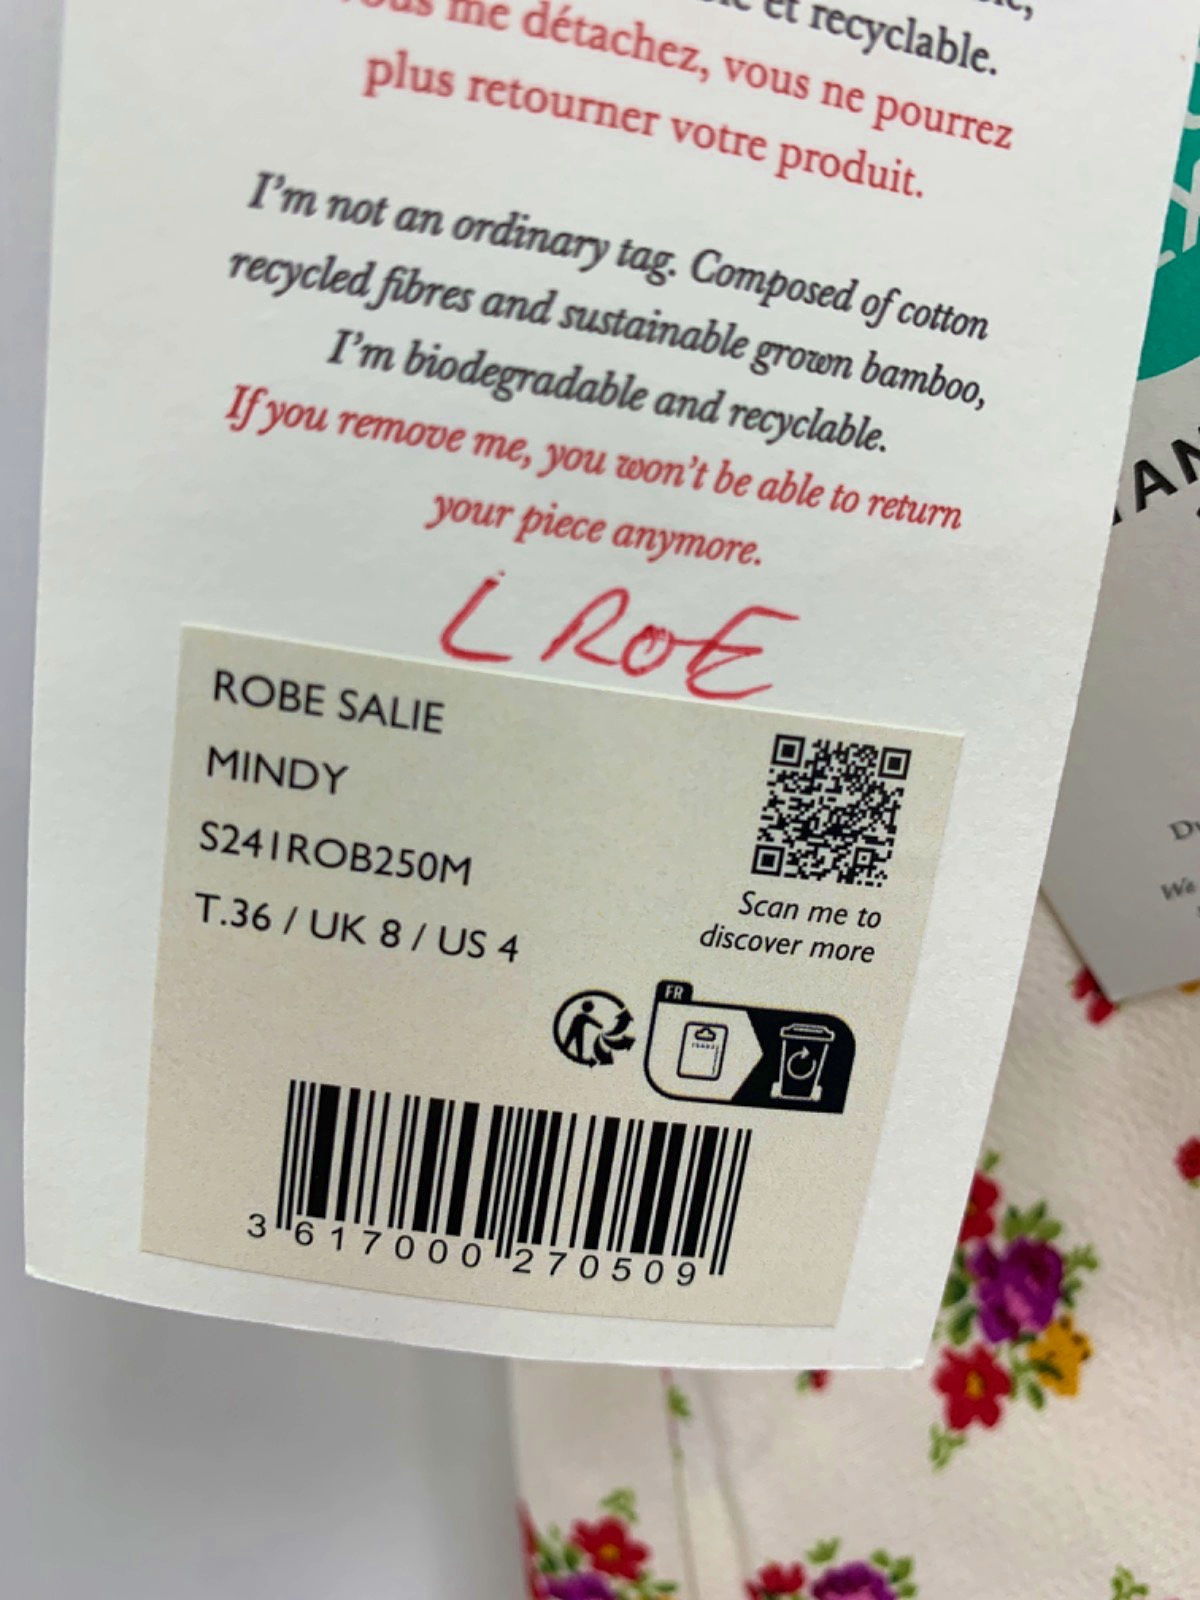 et recyclable.
me détachez, vous ne pourrez
plus retourner votre produit.
I'm not an ordinary tag. Composed of cotton
recycled fibres and sustainable grown bamboo,
I'm biodegradable and recyclable.
If you remove me, you won't be able to return
your piece anymore.
L ROE
ROBE SALIE
MINDY
S241ROB250M
T.36 / UK 8 / US 4
Scan me to
discover more
FR
3 617000 270509
We